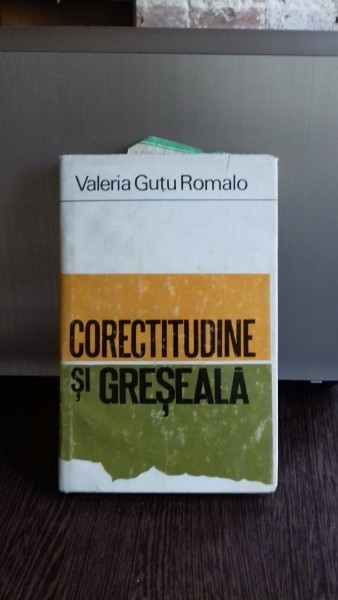 Valeria Guțu Romalo
CORECTITUDINE
ȘI GREȘEALĂ